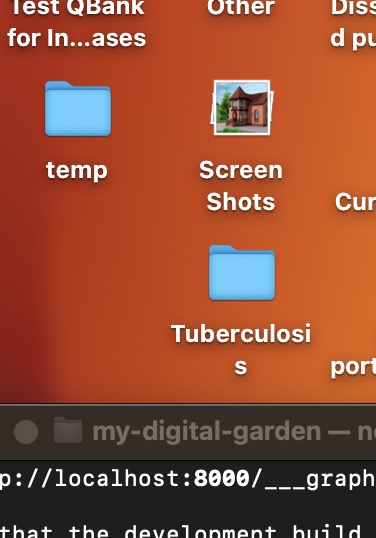 Test QBank
for In...ases
Other
Diss
d pu
temp
Screen
Shots
Cur
Tuberculosi
s
port
my-digital-garden — n
p://localhost:8000/___graph
that the development build